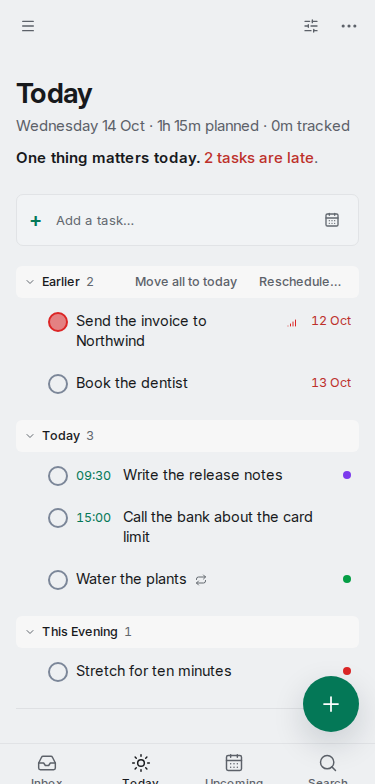 Today
Wednesday 14 Oct · 1h 15m planned · 0m tracked
One thing matters today. 2 tasks are late.
+ Add a task...
Earlier 2 Move all to today Reschedule...
Send the invoice to 12 Oct
Northwind
Book the dentist 13 Oct
Today 3
09:30 Write the release notes
15:00 Call the bank about the card
limit
Water the plants
This Evening 1
Stretch for ten minutes
Inbox Today Upcoming Search